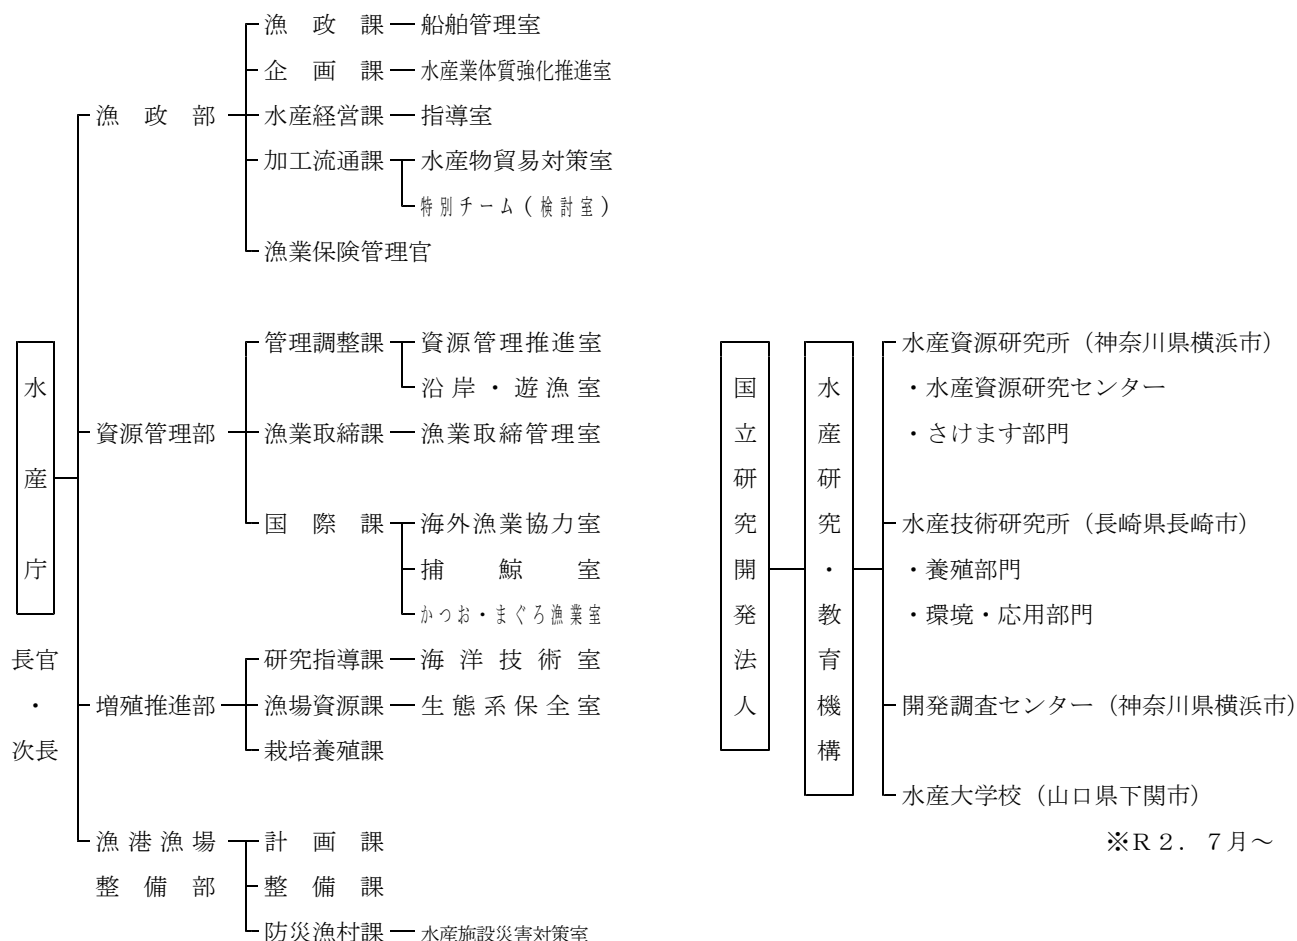 水産庁
長官・次長
漁政部
漁政課 船舶管理室
企画課 水産業体質強化推進室
水産経営課 指導室
加工流通課 水産物貿易対策室
特別チーム(検討室)
漁業保険管理官
資源管理部
管理調整課 資源管理推進室
沿岸・遊漁室
漁業取締課 漁業取締管理室
国際課 海外漁業協力室
捕鯨室
かつお・まぐろ漁業室
増殖推進部
研究指導課 海洋技術室
漁場資源課 生態系保全室
栽培養殖課
漁港漁場
整備部
計画課
整備課
防災漁村課 水産施設災害対策室
国立研究開発法人
水産研究・教育機構
水産資源研究所(神奈川県横浜市)
・水産資源研究センター
・さけます部門
水産技術研究所(長崎県長崎市)
・養殖部門
・環境・応用部門
開発調査センター(神奈川県横浜市)
水産大学校(山口県下関市)
※R2.7月~